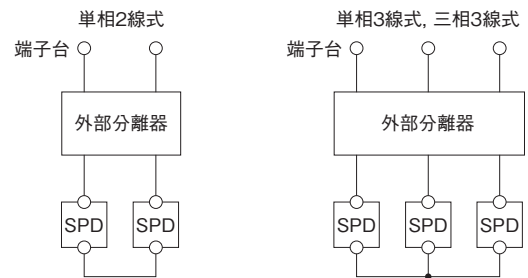 単相2線式
端子台
外部分離器
SPD SPD
単相3線式, 三相3線式
端子台
外部分離器
SPD SPD SPD